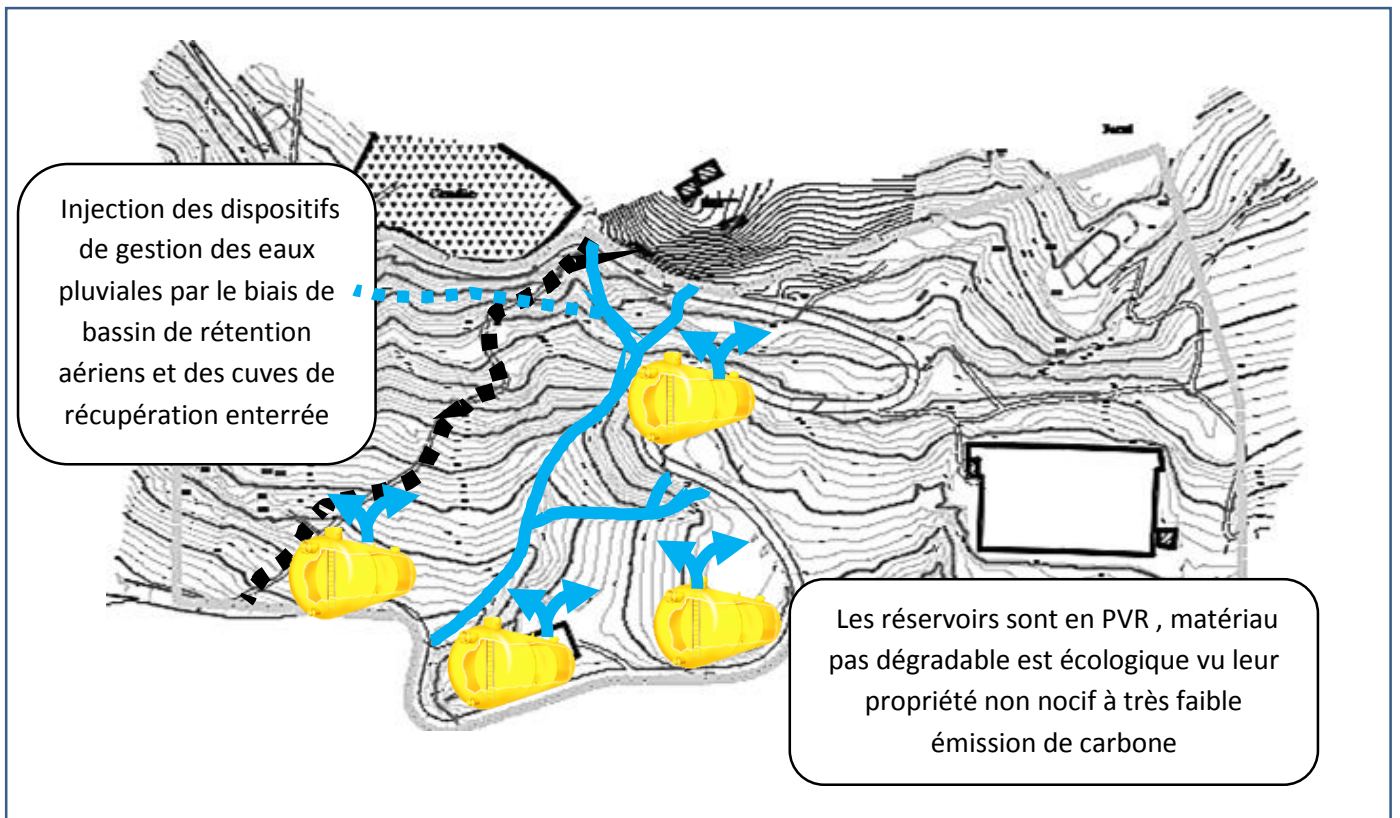 Injection des dispositifs
de gestion des eaux
pluviales par le biais de
bassin de rétention
aériens et des cuves de
récupération enterrée
Les réservoirs sont en PVR , matériau
pas dégradable est écologique vu leur
propriété non nocif à très faible
émission de carbone